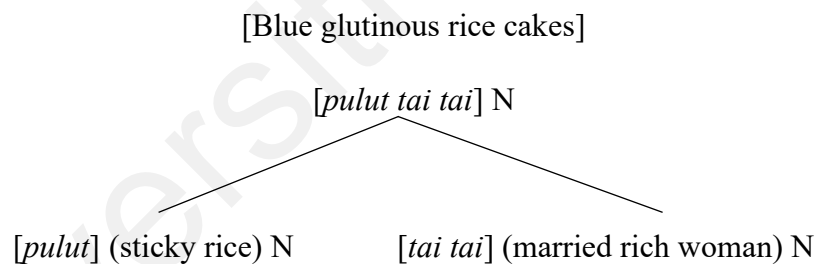 [Blue glutinous rice cakes]
[pulut tai tai] N
[pulut] (sticky rice) N [tai tai] (married rich woman) N